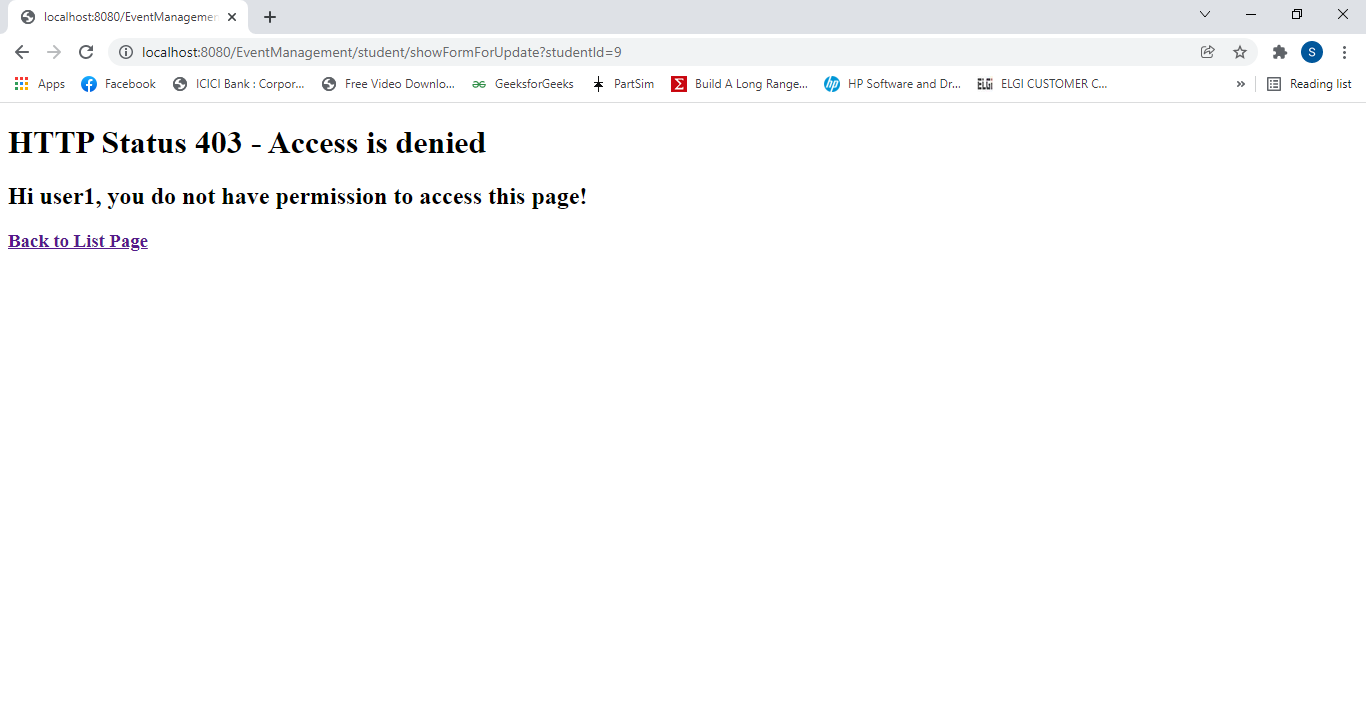 localhost:8080/EventManagemen
localhost:8080/EventManagement/student/showFormForUpdate?studentId=9
S
Apps Facebook ICICI Bank : Corpor... Free Video Downlo... GeeksforGeeks PartSim Build A Long Range... HP Software and Dr... ELGI CUSTOMER C... » Reading list
HTTP Status 403 - Access is denied
Hi user1, you do not have permission to access this page!
Back to List Page